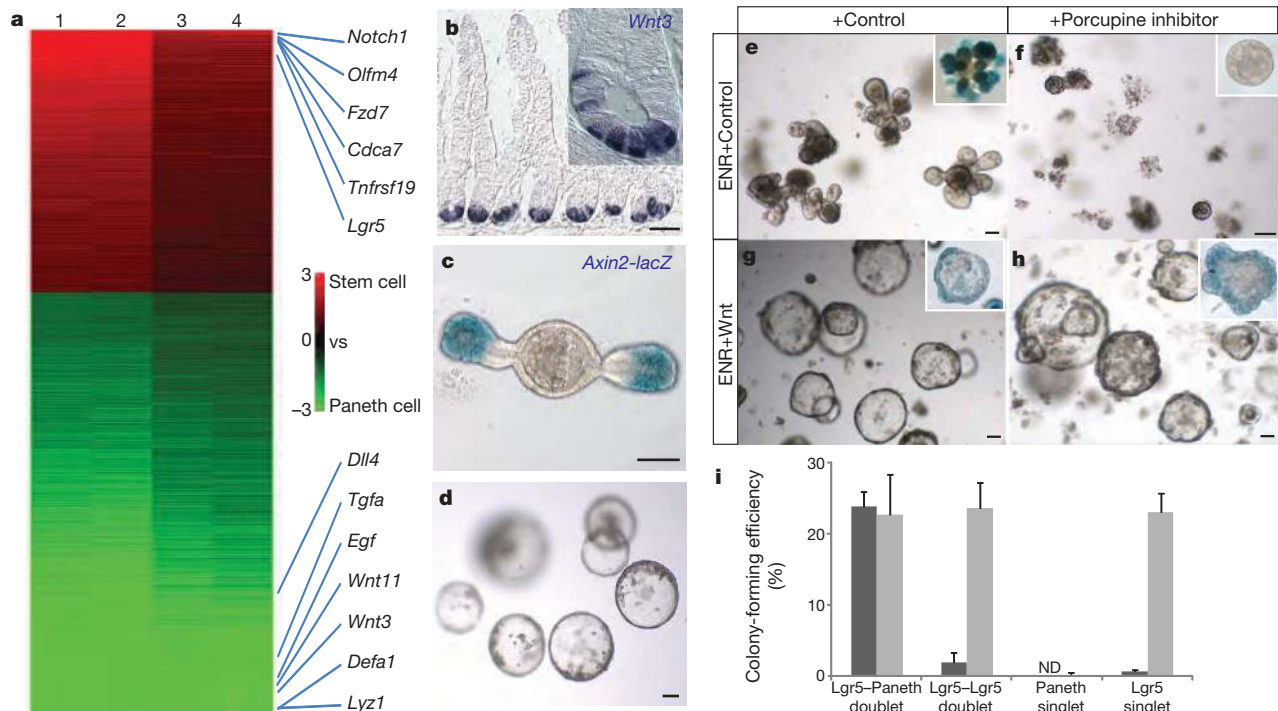 a
1 2 3 4
Notch1
Olfm4
Fzd7
Cdca7
Tnfrsf19
Lgr5
3 Stem cell
0 vs
–3 Paneth cell
Dll4
Tgfa
Egf
Wnt11
Wnt3
Defa1
Lyz1
b
Wnt3
c
Axin2-lacZ
d
+Control
+Porcupine inhibitor
ENR+Control
e
f
ENR+Wnt
g
h
i
Colony-forming efficiency
(%)
30
20
10
0
ND
Lgr5–Paneth
doublet
Lgr5–Lgr5
doublet
Paneth
singlet
Lgr5
singlet